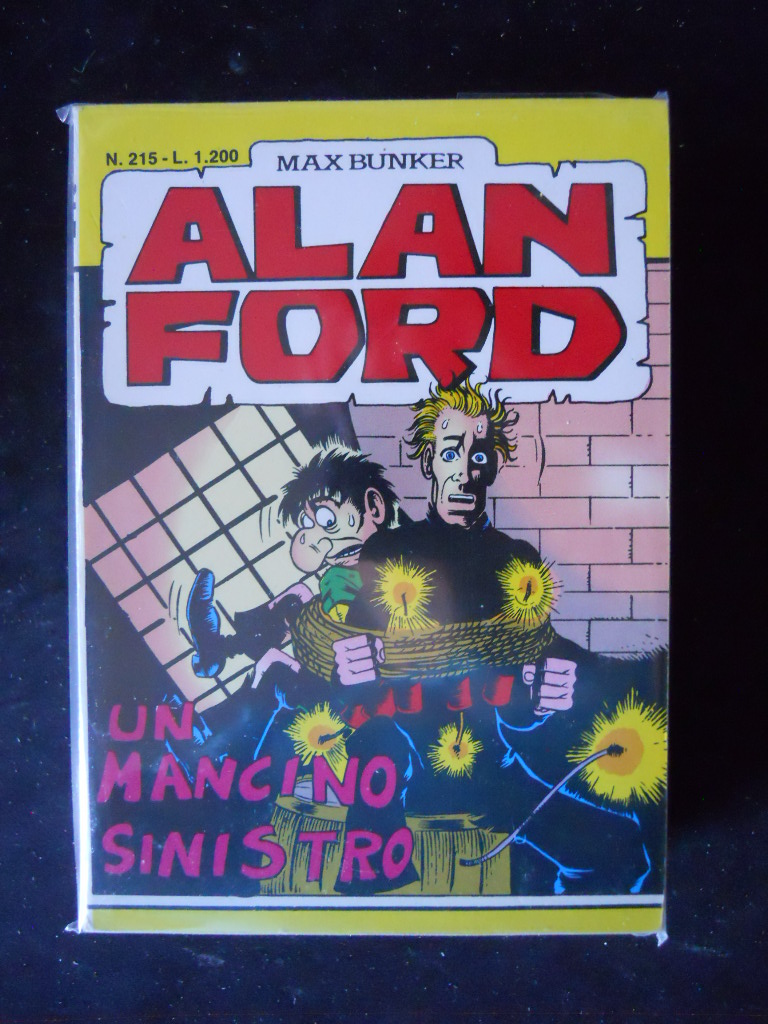 N. 215 - L. 1.200
MAX BUNKER
ALAN
FORD
UN
MANCINO
SINISTRO